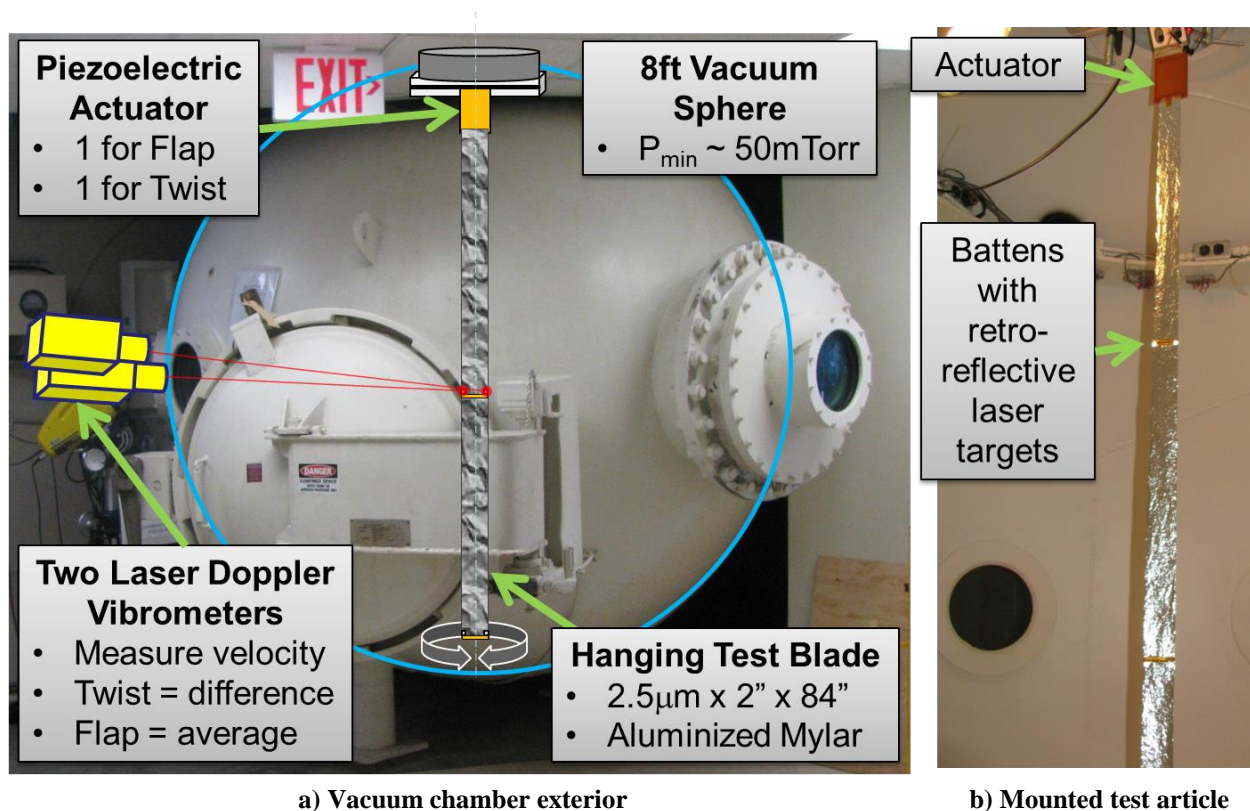 Piezoelectric
Actuator
• 1 for Flap
• 1 for Twist
EXIT
8ft Vacuum
Sphere
• Pmin ~ 50mTorr
Two Laser Doppler
Vibrometers
• Measure velocity
• Twist = difference
• Flap = average
DANGER
Hanging Test Blade
• 2.5μm x 2” x 84”
• Aluminized Mylar
a) Vacuum chamber exterior
Actuator
Battens
with
retro-
reflective
laser
targets
b) Mounted test article